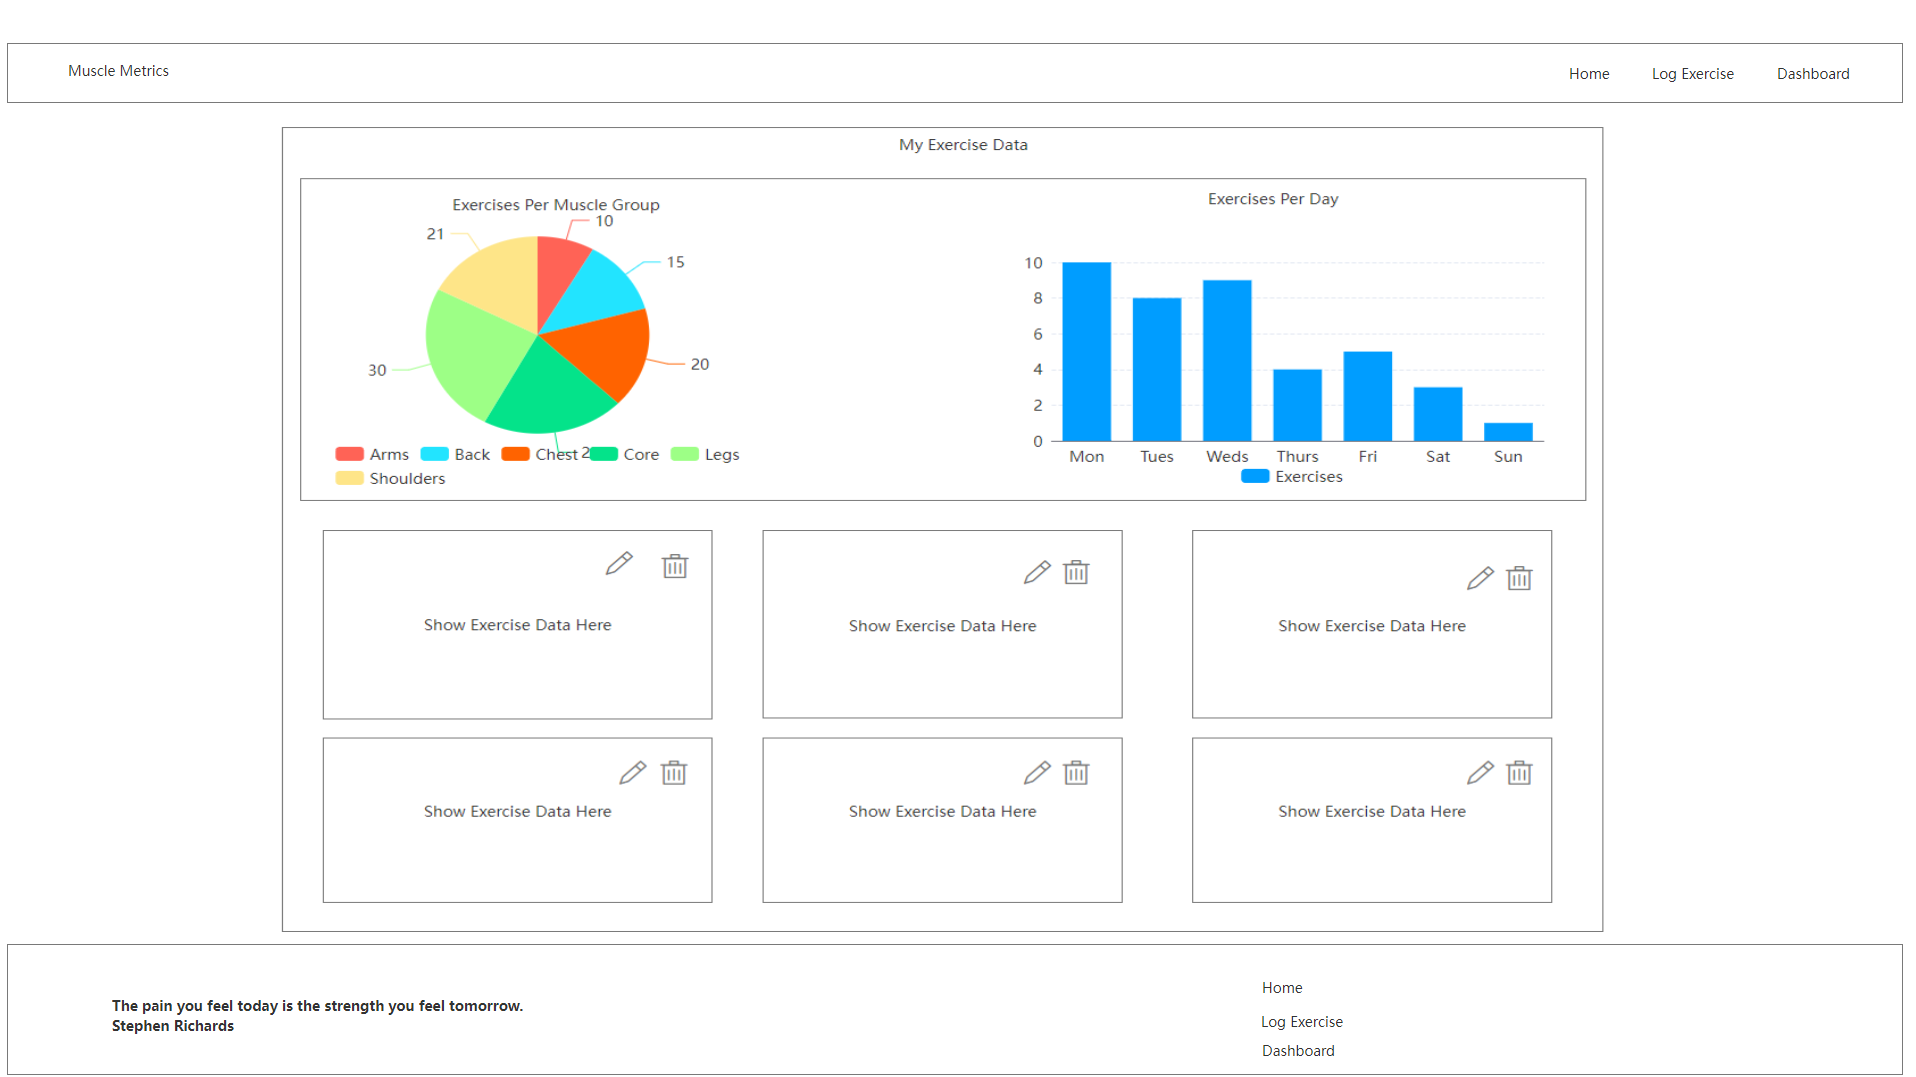 Muscle Metrics
Home Log Exercise Dashboard
My Exercise Data
Exercises Per Muscle Group
10
21
15
20
30
Arms Back Chest Core Legs
Shoulders
Exercises Per Day
10
8
6
4
2
0
Mon Tues Weds Thurs Fri Sat Sun
Exercises
Show Exercise Data Here
Show Exercise Data Here
Show Exercise Data Here
Show Exercise Data Here
Show Exercise Data Here
Show Exercise Data Here
The pain you feel today is the strength you feel tomorrow.
Stephen Richards
Home
Log Exercise
Dashboard